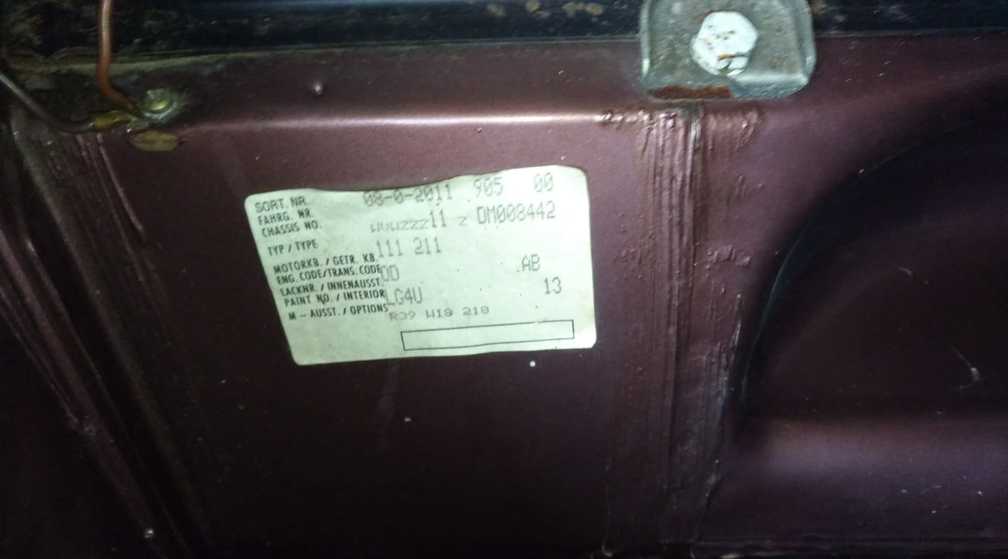 SORT. NR. 08-0-2011 905 00
FAHRG. NR.
CHASSIS NO. WVWZZZ11 Z DM008442
TYP / TYPE 111 211
MOTORKB. / GETR. KB.
ENG. CODE/TRANS. CODE DD AB
LACKNR. / INNENAUSST.
PAINT NO. / INTERIOR LG4U 13
M - AUSST. / OPTIONS
R39 W18 218